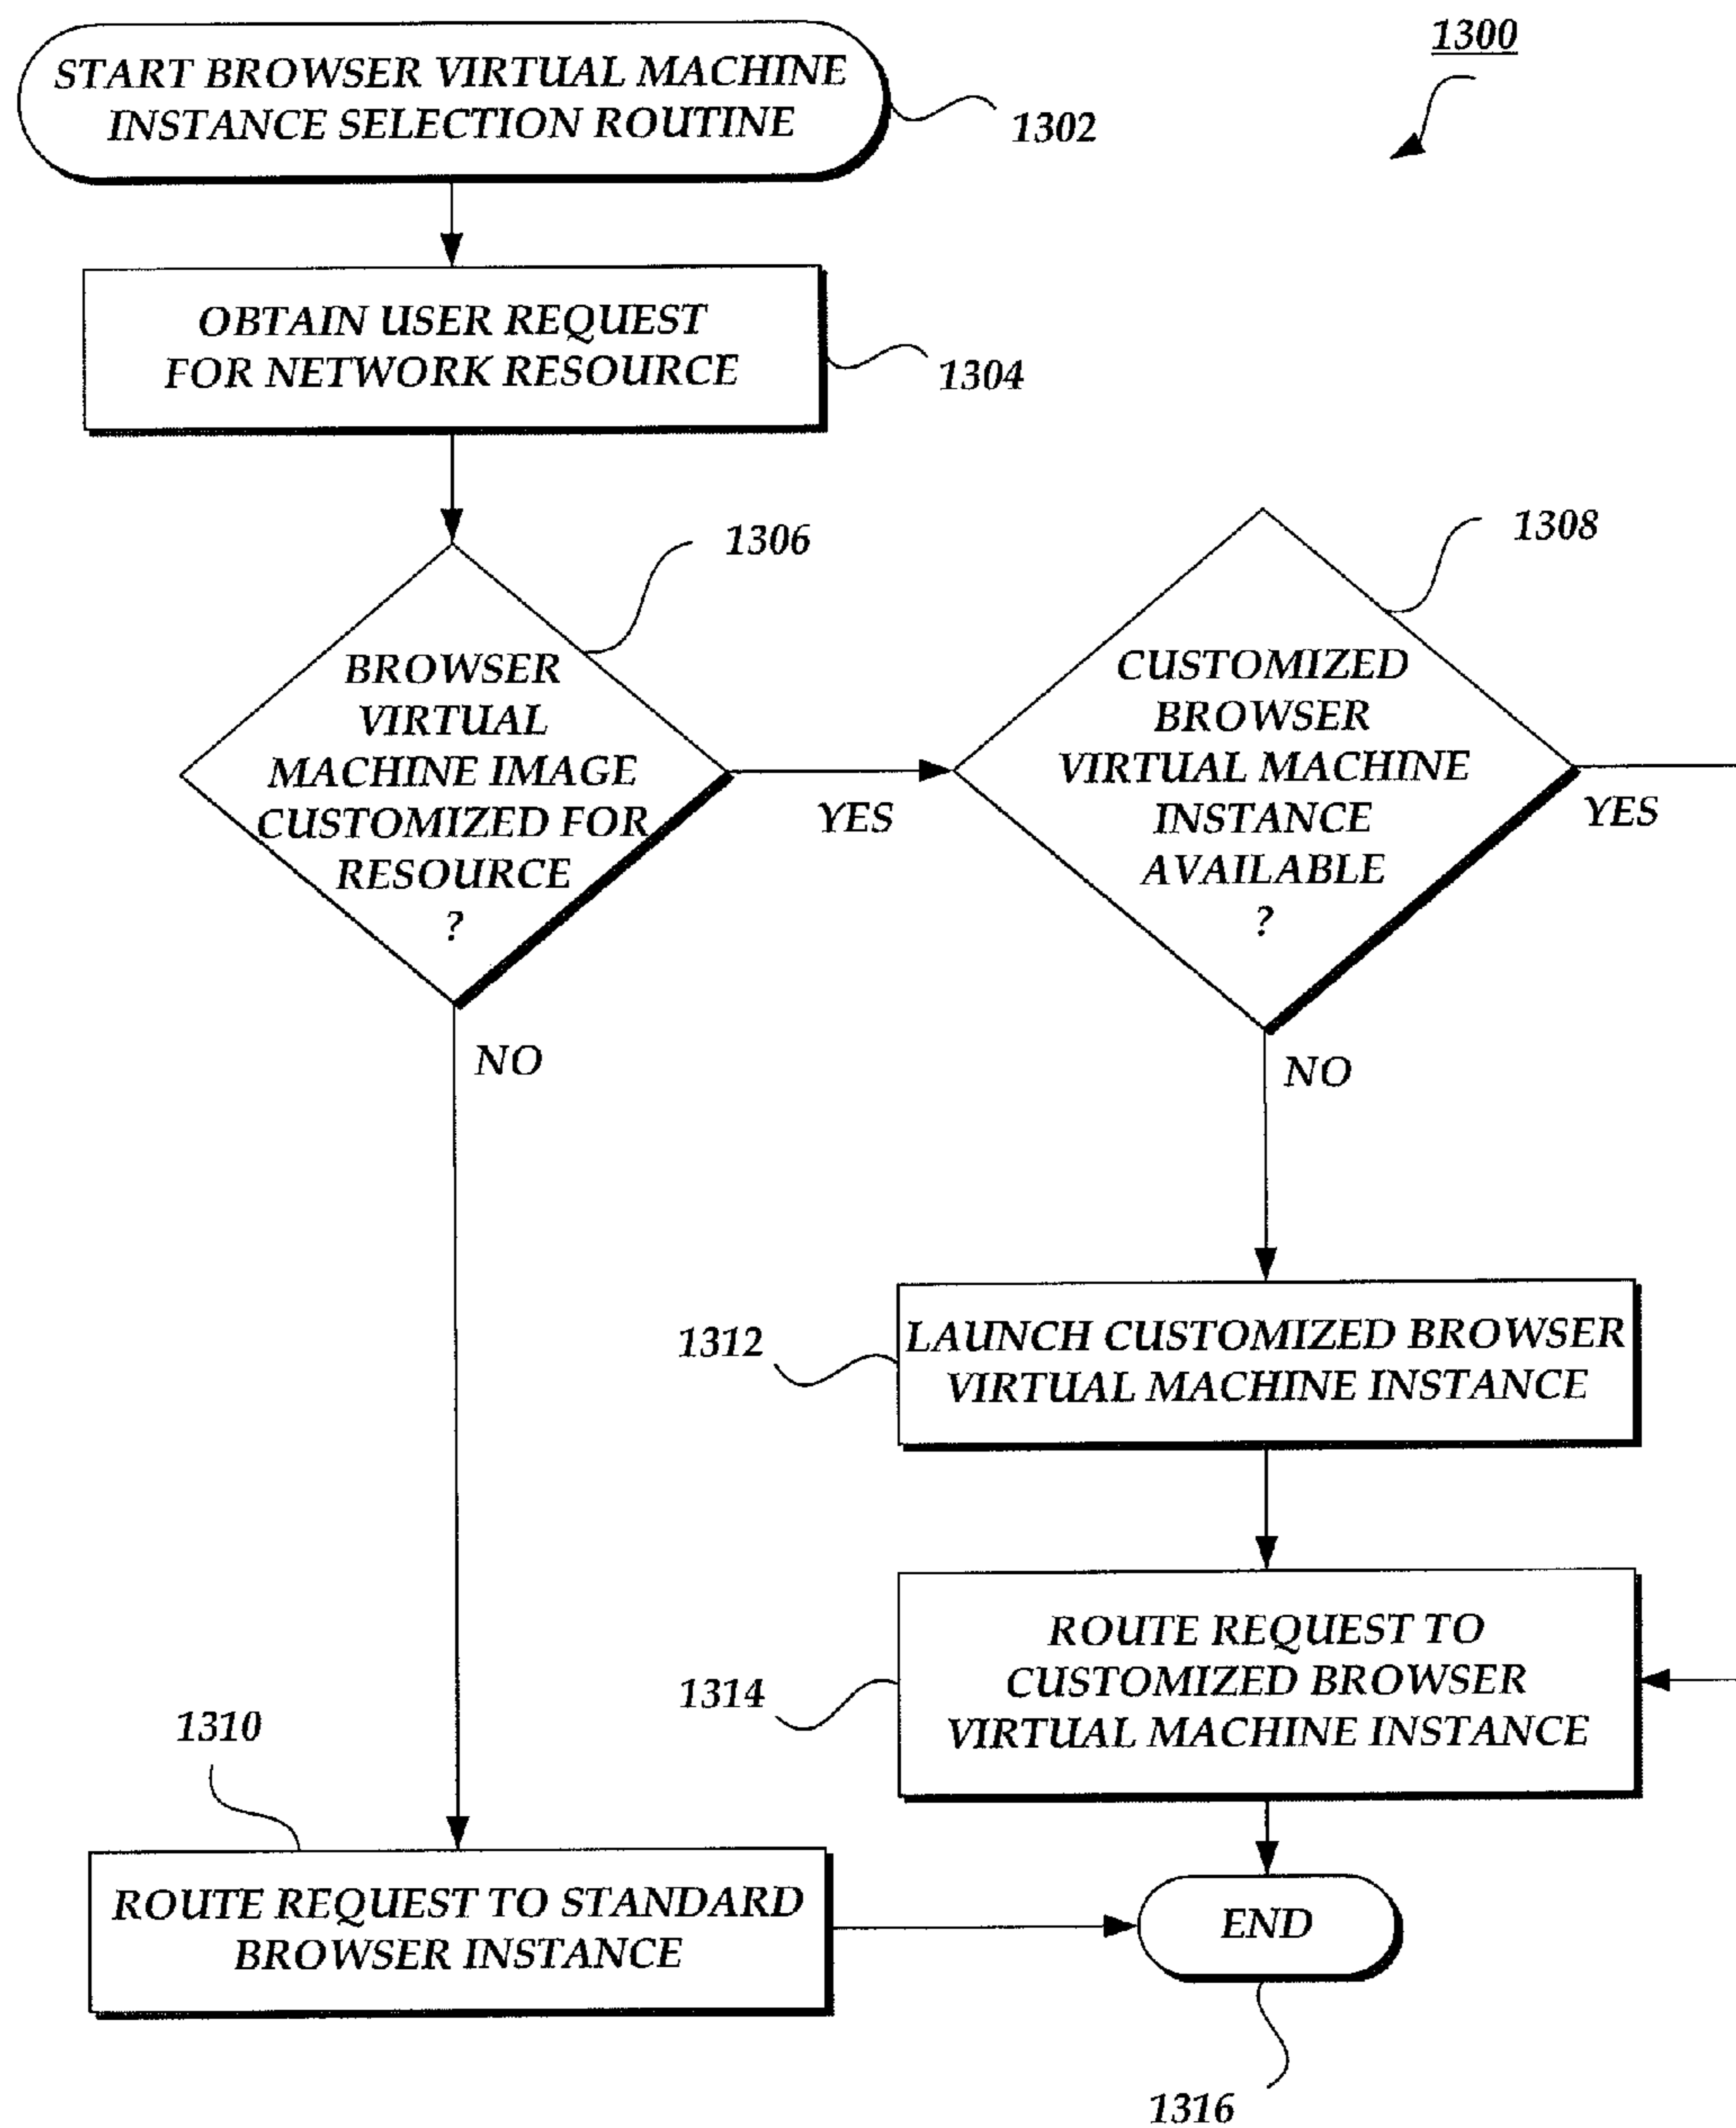 1300
START BROWSER VIRTUAL MACHINE
INSTANCE SELECTION ROUTINE
1302
OBTAIN USER REQUEST
FOR NETWORK RESOURCE
1304
1306
BROWSER
VIRTUAL
MACHINE IMAGE
CUSTOMIZED FOR
RESOURCE
?
YES
NO
1308
CUSTOMIZED
BROWSER
VIRTUAL MACHINE
INSTANCE
AVAILABLE
?
YES
NO
1312
LAUNCH CUSTOMIZED BROWSER
VIRTUAL MACHINE INSTANCE
1314
ROUTE REQUEST TO
CUSTOMIZED BROWSER
VIRTUAL MACHINE INSTANCE
1310
ROUTE REQUEST TO STANDARD
BROWSER INSTANCE
END
1316